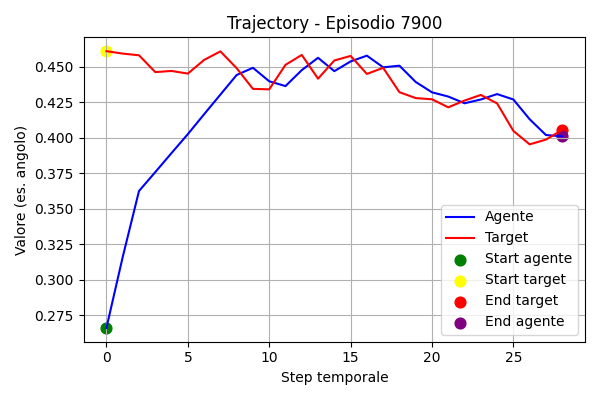 Trajectory - Episodio 7900
Valore (es. angolo)
0.450
0.425
0.400
0.375
0.350
0.325
0.300
0.275
0 5 10 15 20 25
Step temporale
Agente
Target
Start agente
Start target
End target
End agente